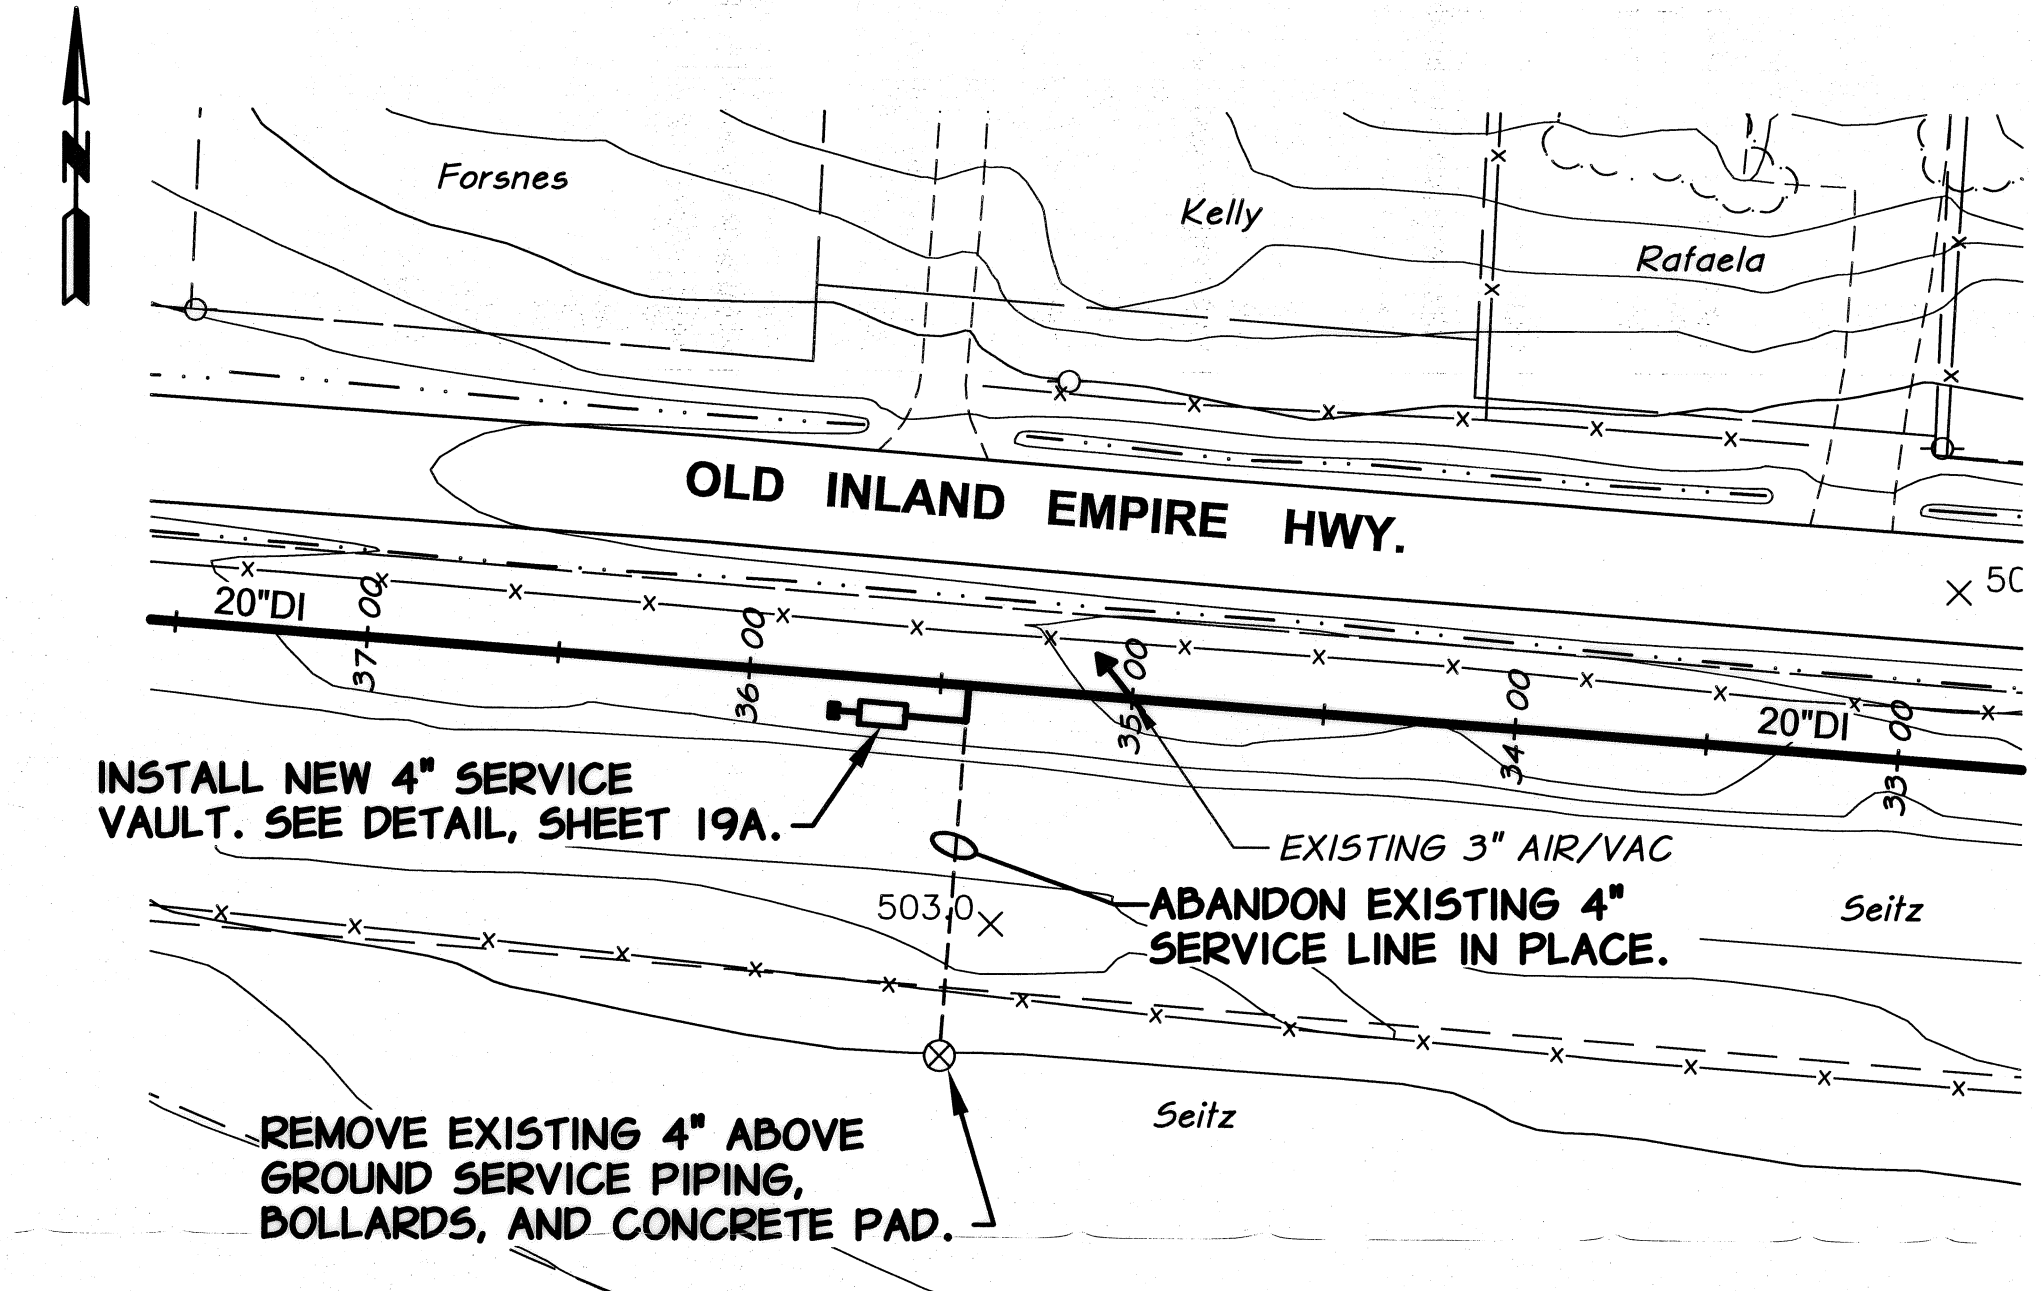 N
Forsnes
Kelly
Rafaela
OLD INLAND EMPIRE HWY.
50
20"DI
37 00
36 00
35 00
34 00
20"DI
33 00
INSTALL NEW 4" SERVICE
VAULT. SEE DETAIL, SHEET 19A.
EXISTING 3" AIR/VAC
ABANDON EXISTING 4"
SERVICE LINE IN PLACE.
503.0
Seitz
Seitz
REMOVE EXISTING 4" ABOVE
GROUND SERVICE PIPING,
BOLLARDS, AND CONCRETE PAD.